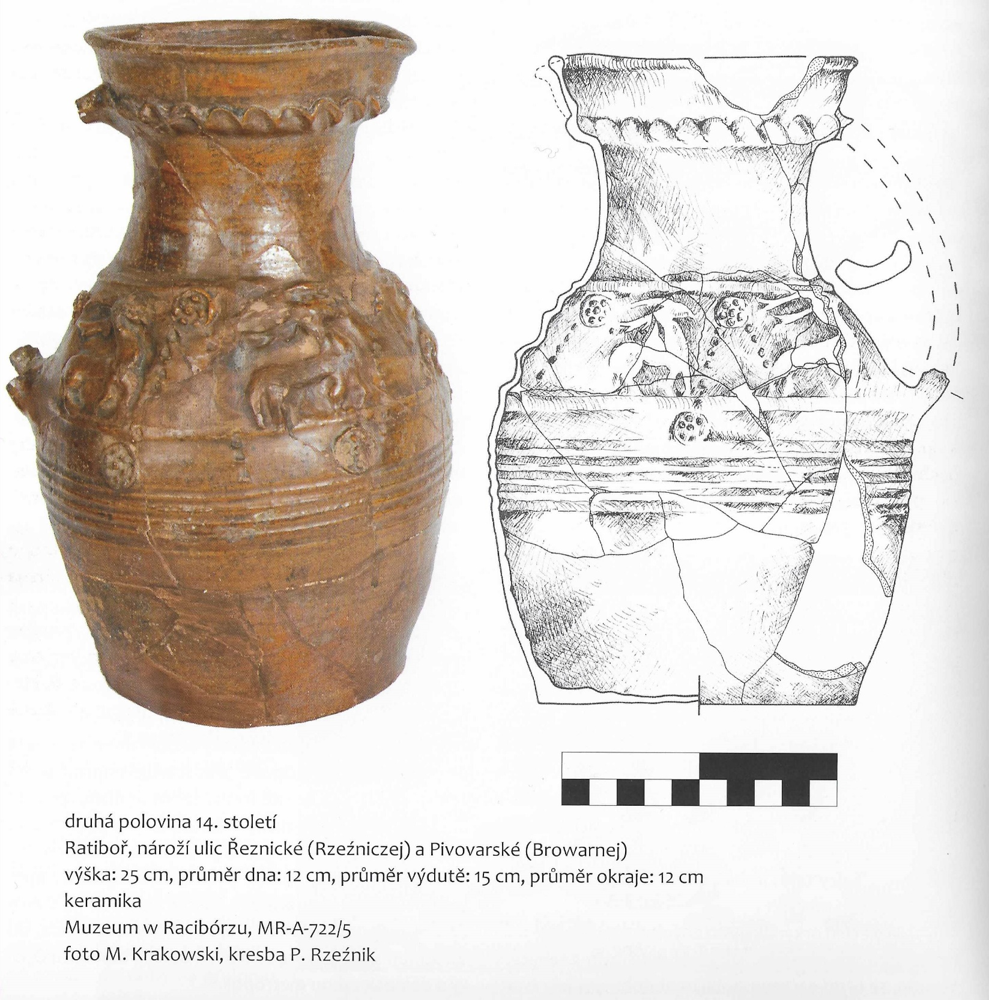 druhá polovina 14. století
Ratiboř, nároží ulic Řeznické (Rzeźniczej) a Pivovarské (Browarnej)
výška: 25 cm, průměr dna: 12 cm, průměr výdutě: 15 cm, průměr okraje: 12 cm
keramika
Muzeum w Racibórzu, MR-A-722/5
foto M. Krakowski, kresba P. Rzeźnik